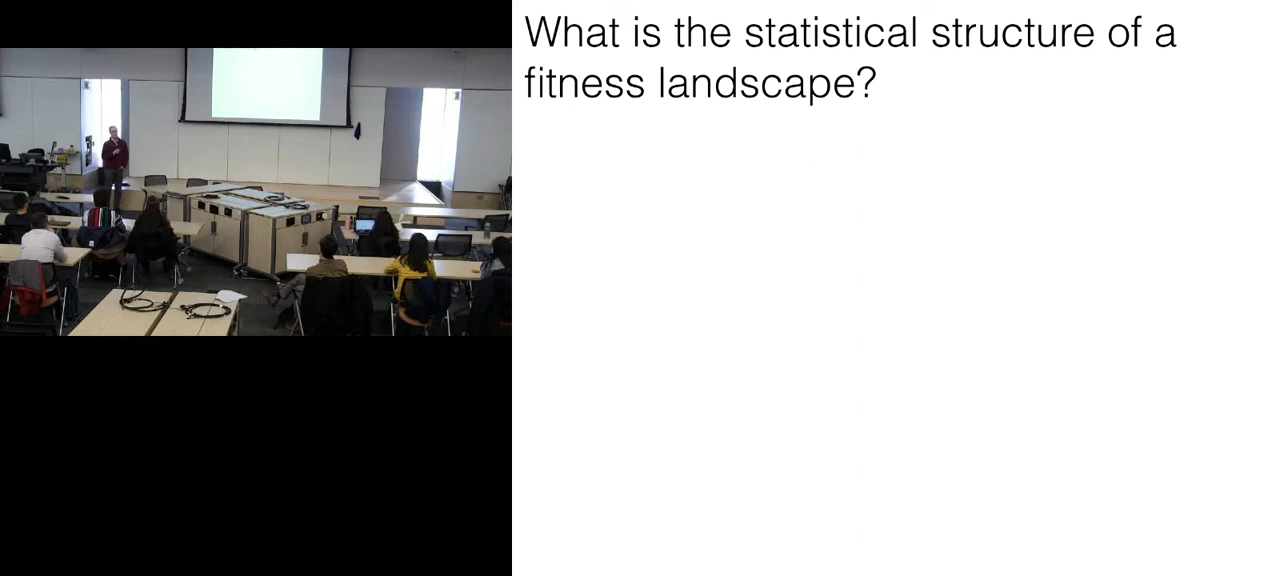 What is the statistical structure of a
fitness landscape?